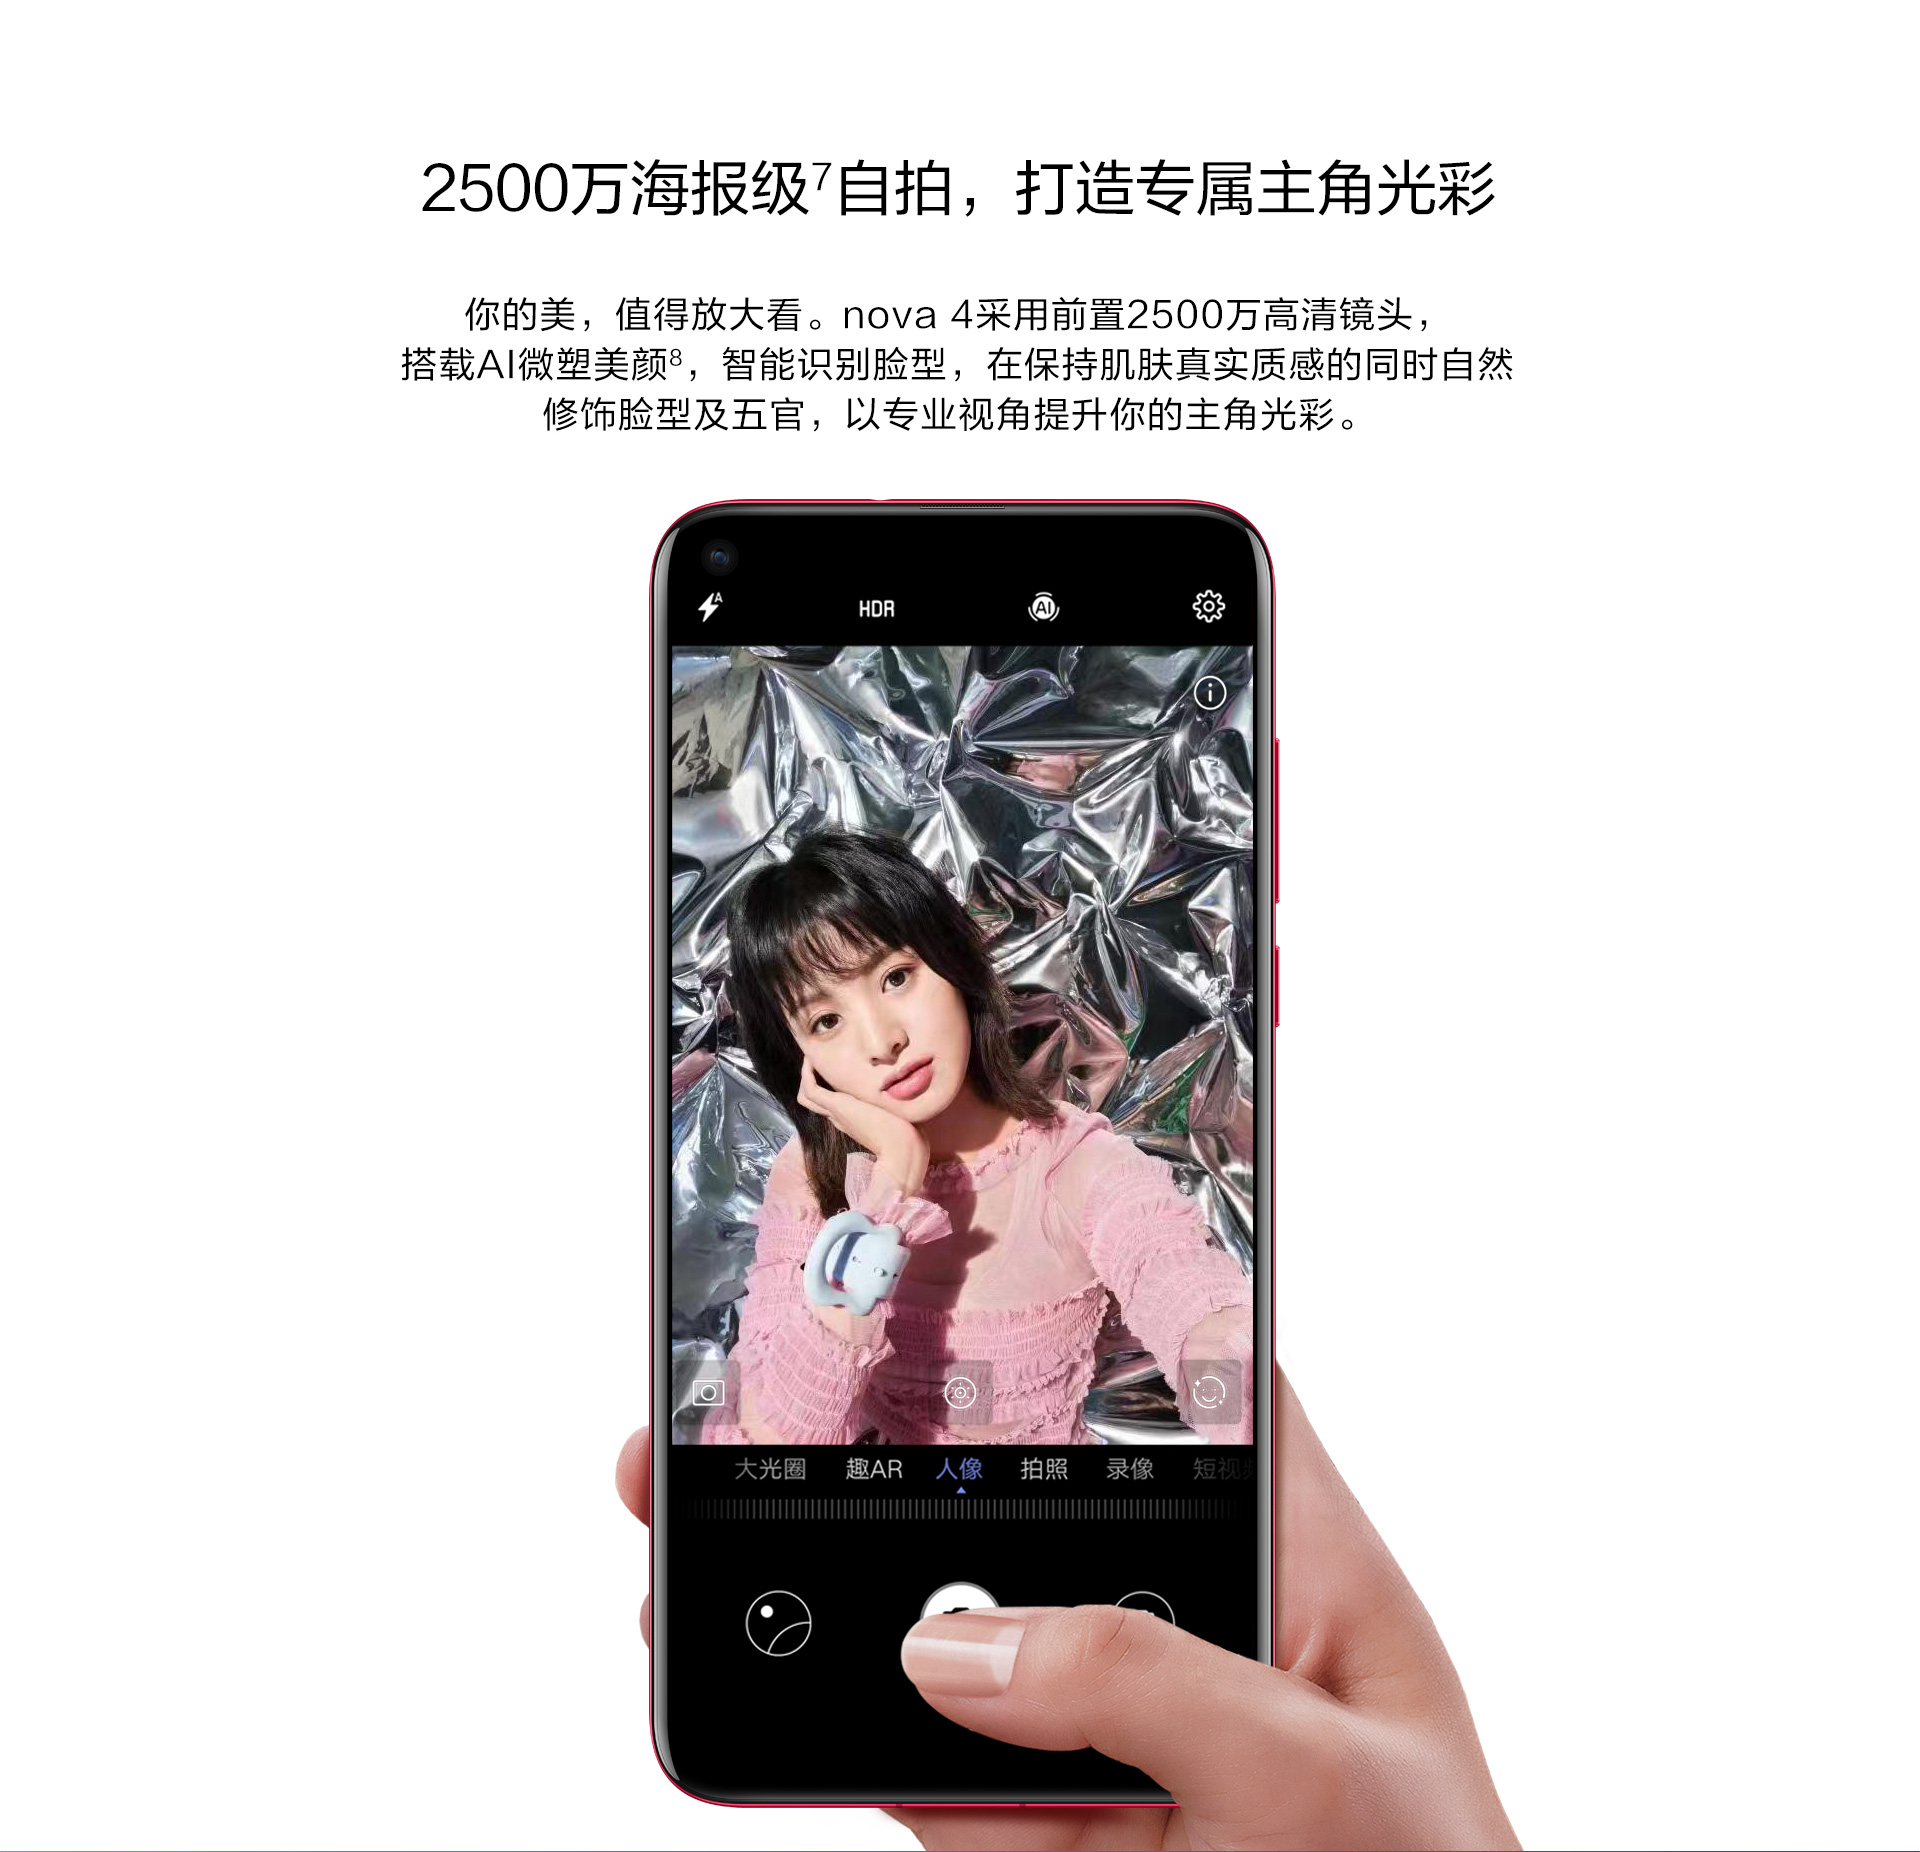 2500万海报级7自拍，打造专属主角光彩
你的美，值得放大看。nova 4采用前置2500万高清镜头，
搭载AI微塑美颜8，智能识别脸型，在保持肌肤真实质感的同时自然
修饰脸型及五官，以专业视角提升你的主角光彩。
A HDR AI
大光圈 趣AR 人像 拍照 录像 短视